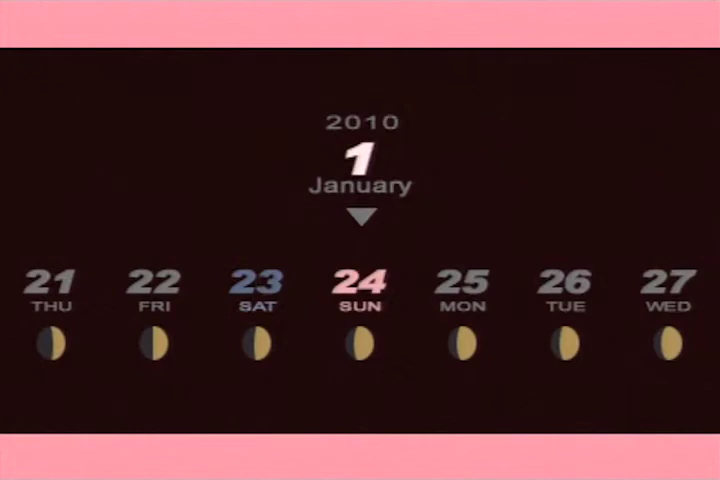 2010
1
January
21 22 23 24 25 26 27
THU FRI SAT SUN MON TUE WED